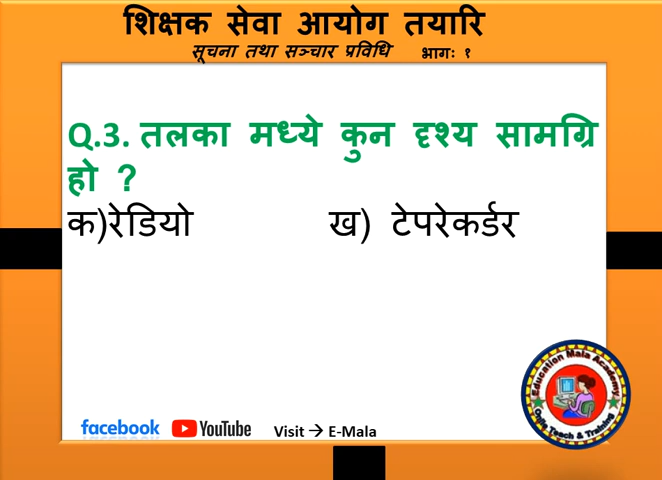 शिक्षक सेवा आयोग तयारि
सूचना तथा सञ्चार प्रविधि भागः १
Q.3. तलका मध्ये कुन दृश्य सामग्रि
हो ?
क)रेडियो ख) टेपरेकर्डर
Education Mala Academy
Onlie Teach & Training
facebook YouTube Visit → E-Mala